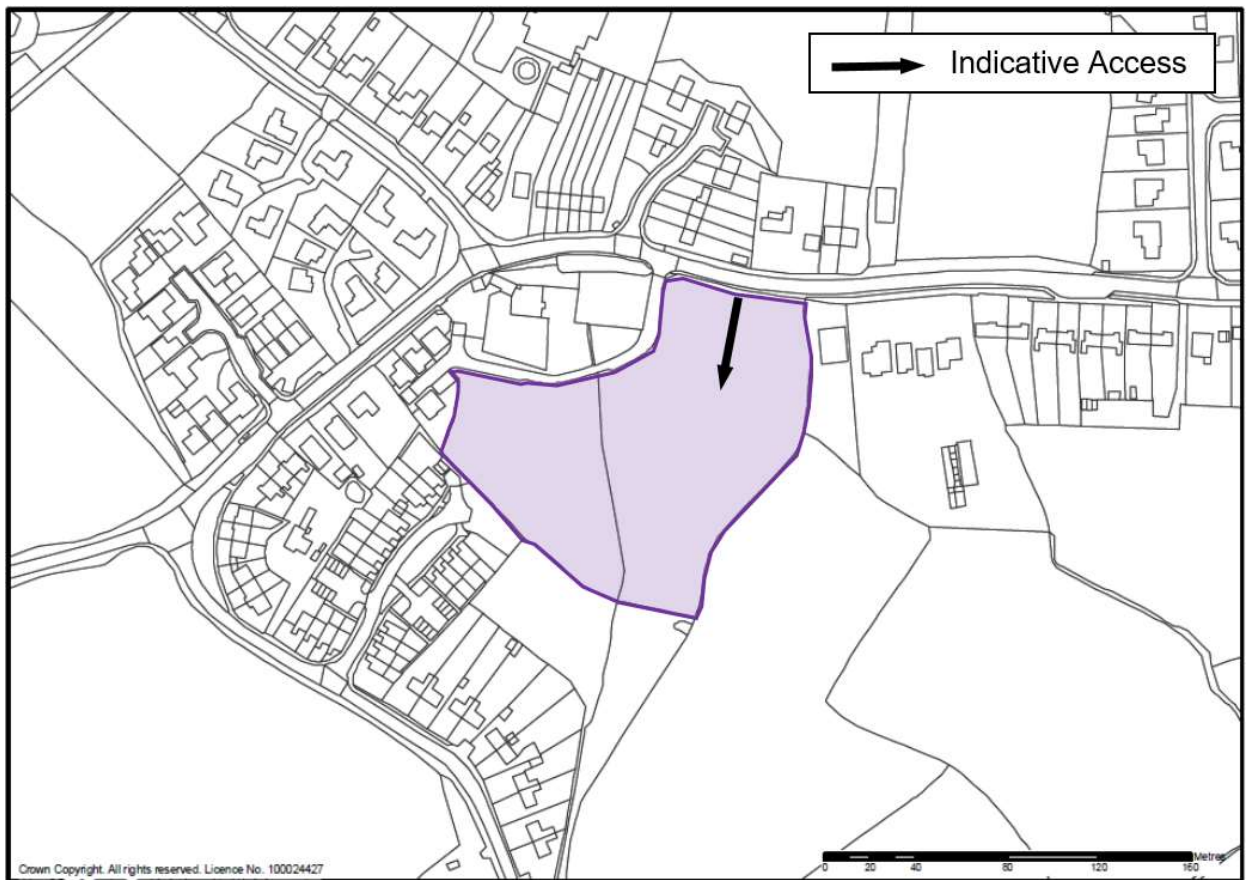 Indicative Access
Crown Copyright. All rights reserved. Licence No. 100024427
Metres
0 20 40 80 120 160